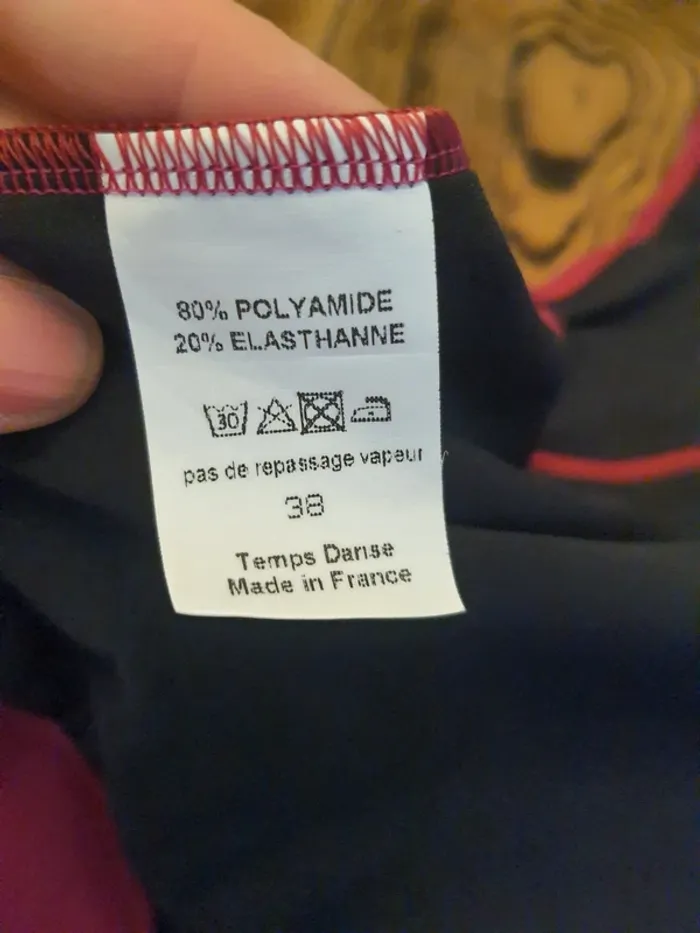 80% POLYAMIDE
20% ELASTHANNE
30
pas de repassage vapeur
38
Temps Danse
Made in France